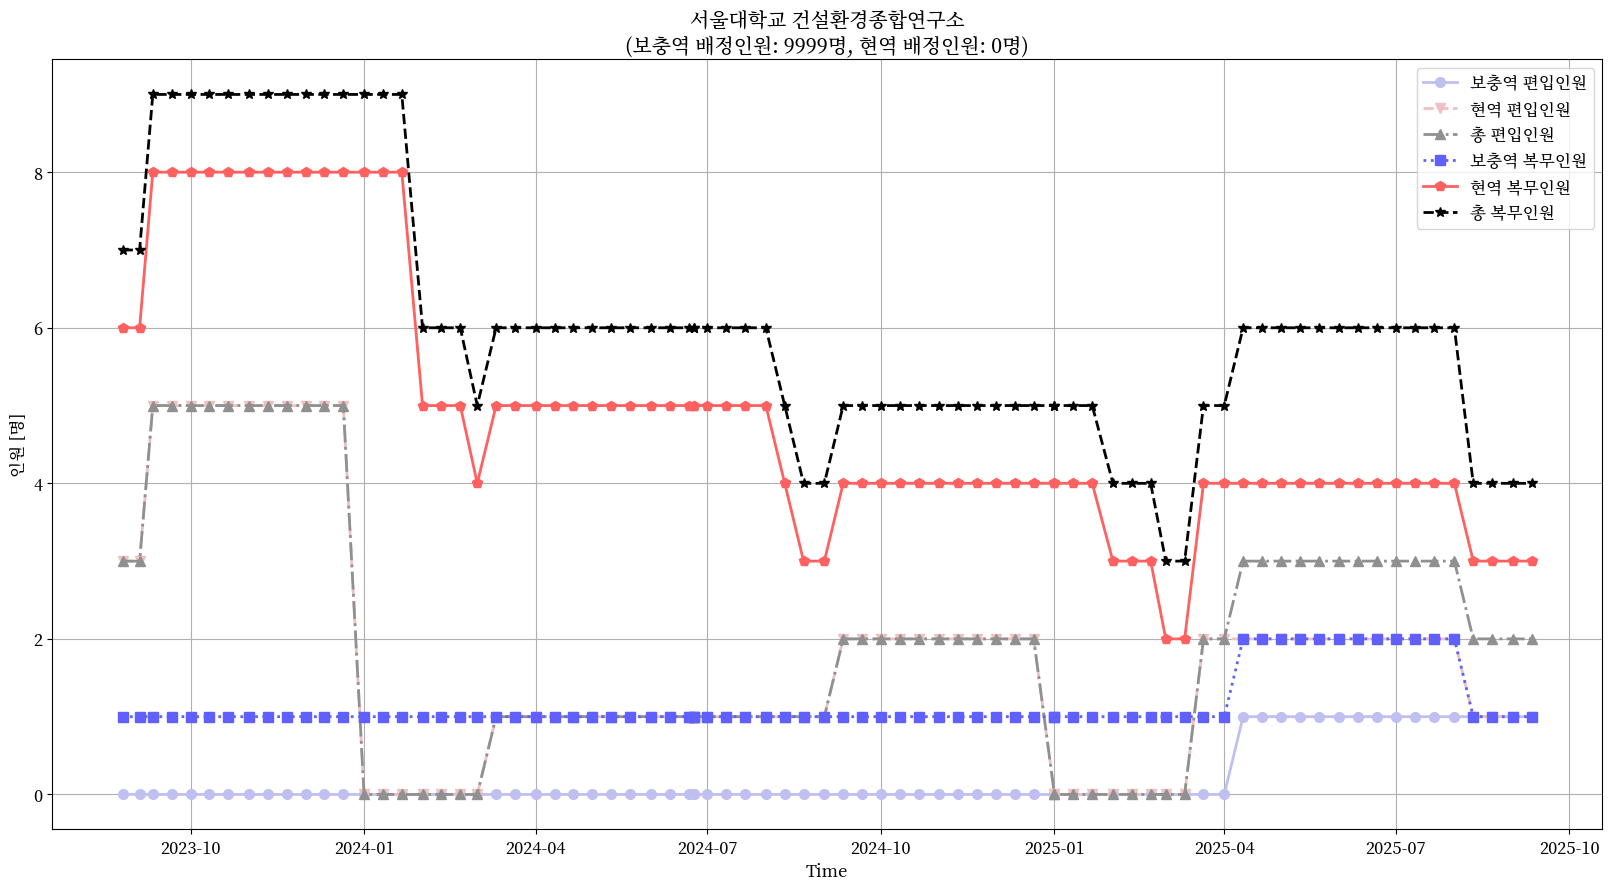 서울대학교 건설환경종합연구소
(보충역 배정인원: 9999명, 현역 배정인원: 0명)
보충역 편입인원
현역 편입인원
총 편입인원
보충역 복무인원
현역 복무인원
총 복무인원
인원 [명]
8
6
4
2
0
2023-10
2024-01
2024-04
2024-07
2024-10
2025-01
2025-04
2025-07
2025-10
Time